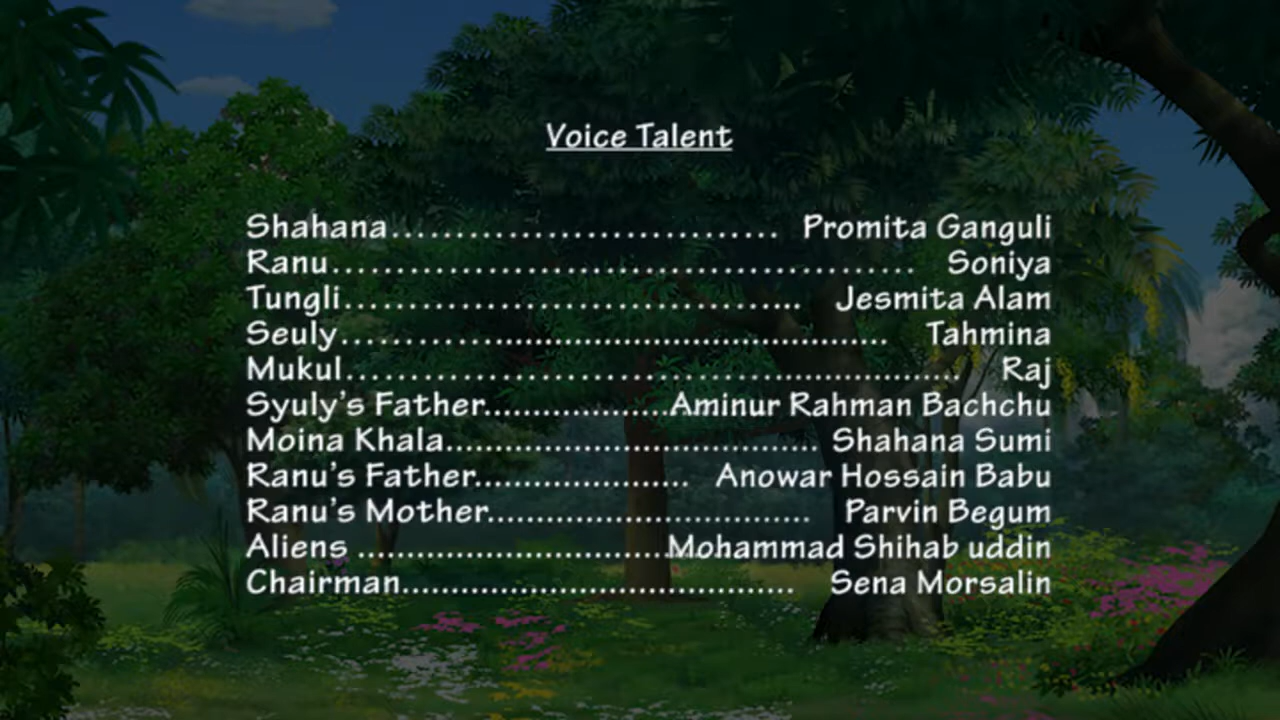 Voice Talent
Shahana.............................. Promita Ganguli
Ranu.......................................... Soniya
Tungli.................................... Jesmita Alam
Seuly.................................................. Tahmina
Mukul.................................................. Raj
Syuly's Father......................Aminur Rahman Bachchu
Moina Khala....................................... Shahana Sumi
Ranu's Father.......................... Anowar Hossain Babu
Ranu's Mother....................................... Parvin Begum
Aliens ......................................Mohammad Shihab uddin
Chairman................................................ Sena Morsalin